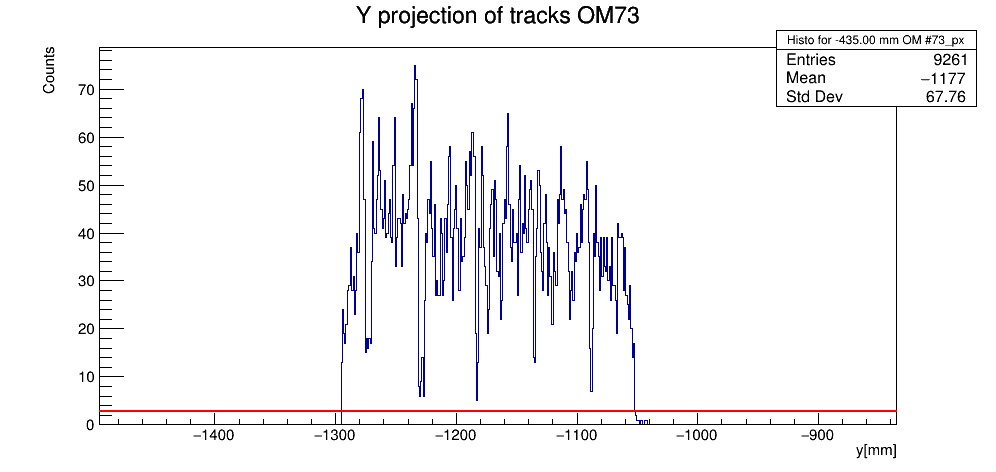 Y projection of tracks OM73
Histo for -435.00 mm OM #73_px
Entries 9261
Mean −1177
Std Dev 67.76
Counts
70
60
50
40
30
20
10
0
−1400 −1300 −1200 −1100 −1000 −900
y[mm]